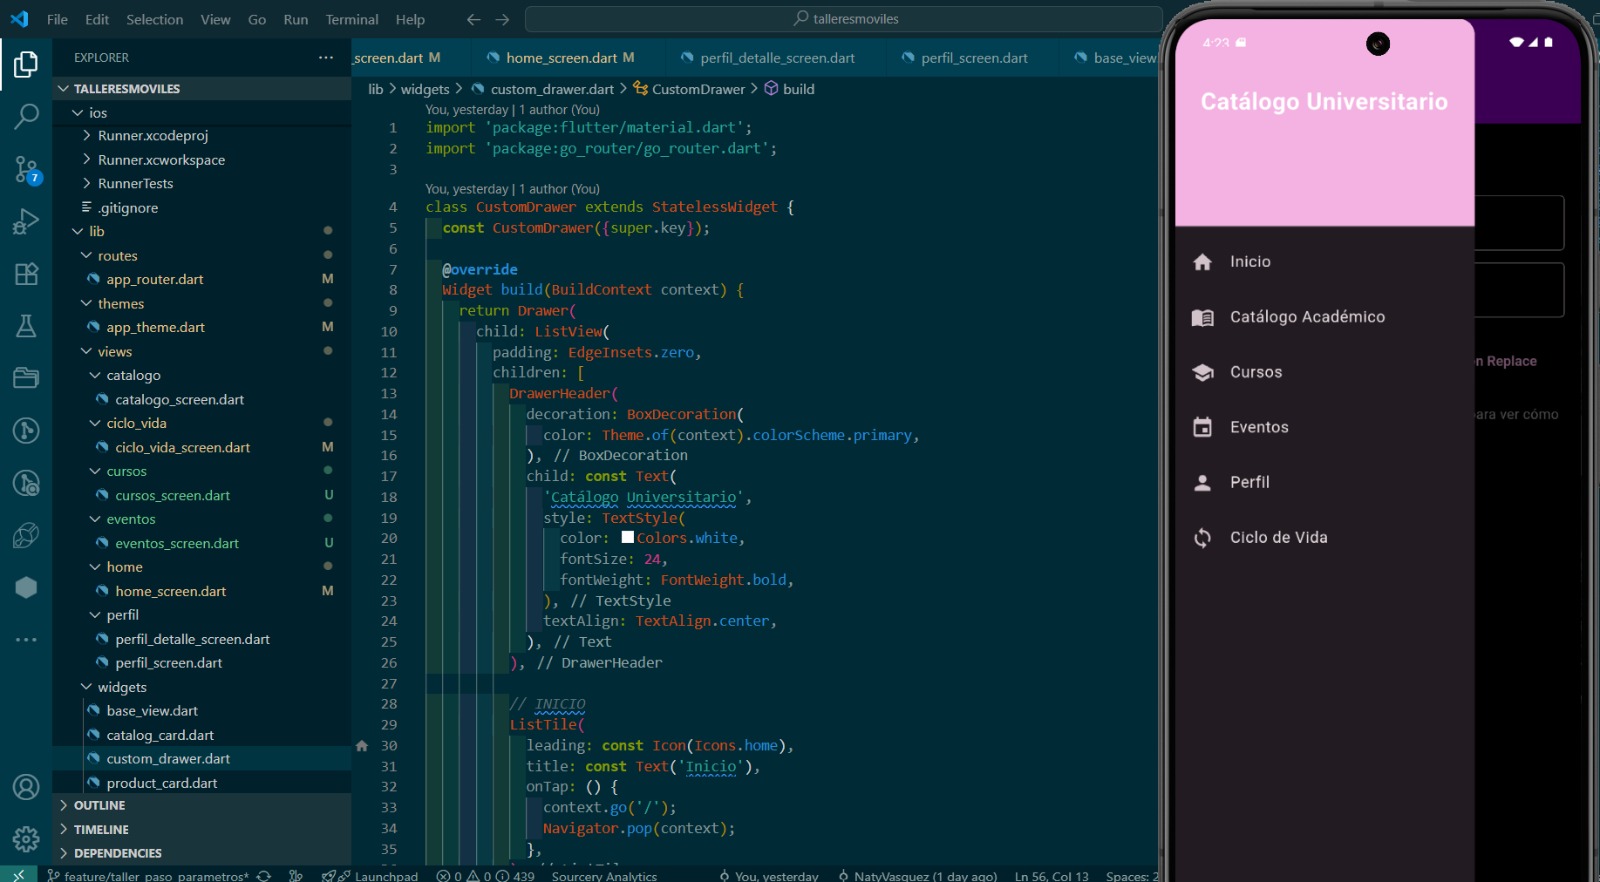 File Edit Selection View Go Run Terminal Help
talleresmoviles
EXPLORER
TALLERESMOVILES
ios
Runner.xcodeproj
Runner.xcworkspace
RunnerTests
.gitignore
lib
routes
app_router.dart M
themes
app_theme.dart M
views
catalogo
catalogo_screen.dart
ciclo_vida
ciclo_vida_screen.dart M
cursos
cursos_screen.dart U
eventos
eventos_screen.dart U
home
home_screen.dart M
perfil
perfil_detalle_screen.dart
perfil_screen.dart
widgets
base_view.dart
catalog_card.dart
custom_drawer.dart
product_card.dart
OUTLINE
TIMELINE
DEPENDENCIES
7
_screen.dart M home_screen.dart M perfil_detalle_screen.dart perfil_screen.dart base_view
lib > widgets > custom_drawer.dart > CustomDrawer > build
You, yesterday | 1 author (You)
1 import 'package:flutter/material.dart';
2 import 'package:go_router/go_router.dart';
3
You, yesterday | 1 author (You)
4 class CustomDrawer extends StatelessWidget {
5 const CustomDrawer({super.key});
6
7 @override
8 Widget build(BuildContext context) {
9 return Drawer(
10 child: ListView(
11 padding: EdgeInsets.zero,
12 children: [
13 DrawerHeader(
14 decoration: BoxDecoration(
15 color: Theme.of(context).colorScheme.primary,
16 ), // BoxDecoration
17 child: const Text(
18 'Catálogo Universitario',
19 style: TextStyle(
20 color: Colors.white,
21 fontSize: 24,
22 fontWeight: FontWeight.bold,
23 ), // TextStyle
24 textAlign: TextAlign.center,
25 ), // Text
26 ), // DrawerHeader
27
28 // INICIO
29 ListTile(
30 leading: const Icon(Icons.home),
31 title: const Text('Inicio'),
32 onTap: () {
33 context.go('/');
34 Navigator.pop(context);
35 },
feature/taller_paso_parametros* Launchpad 0 0 439 Sourcery Analytics You, yesterday NatyVasquez (1 day ago) Ln 56, Col 13 Spaces: 2
4:23
Catálogo Universitario
Inicio
Catálogo Académico
Cursos
Eventos
Perfil
Ciclo de Vida
n Replace
para ver cómo